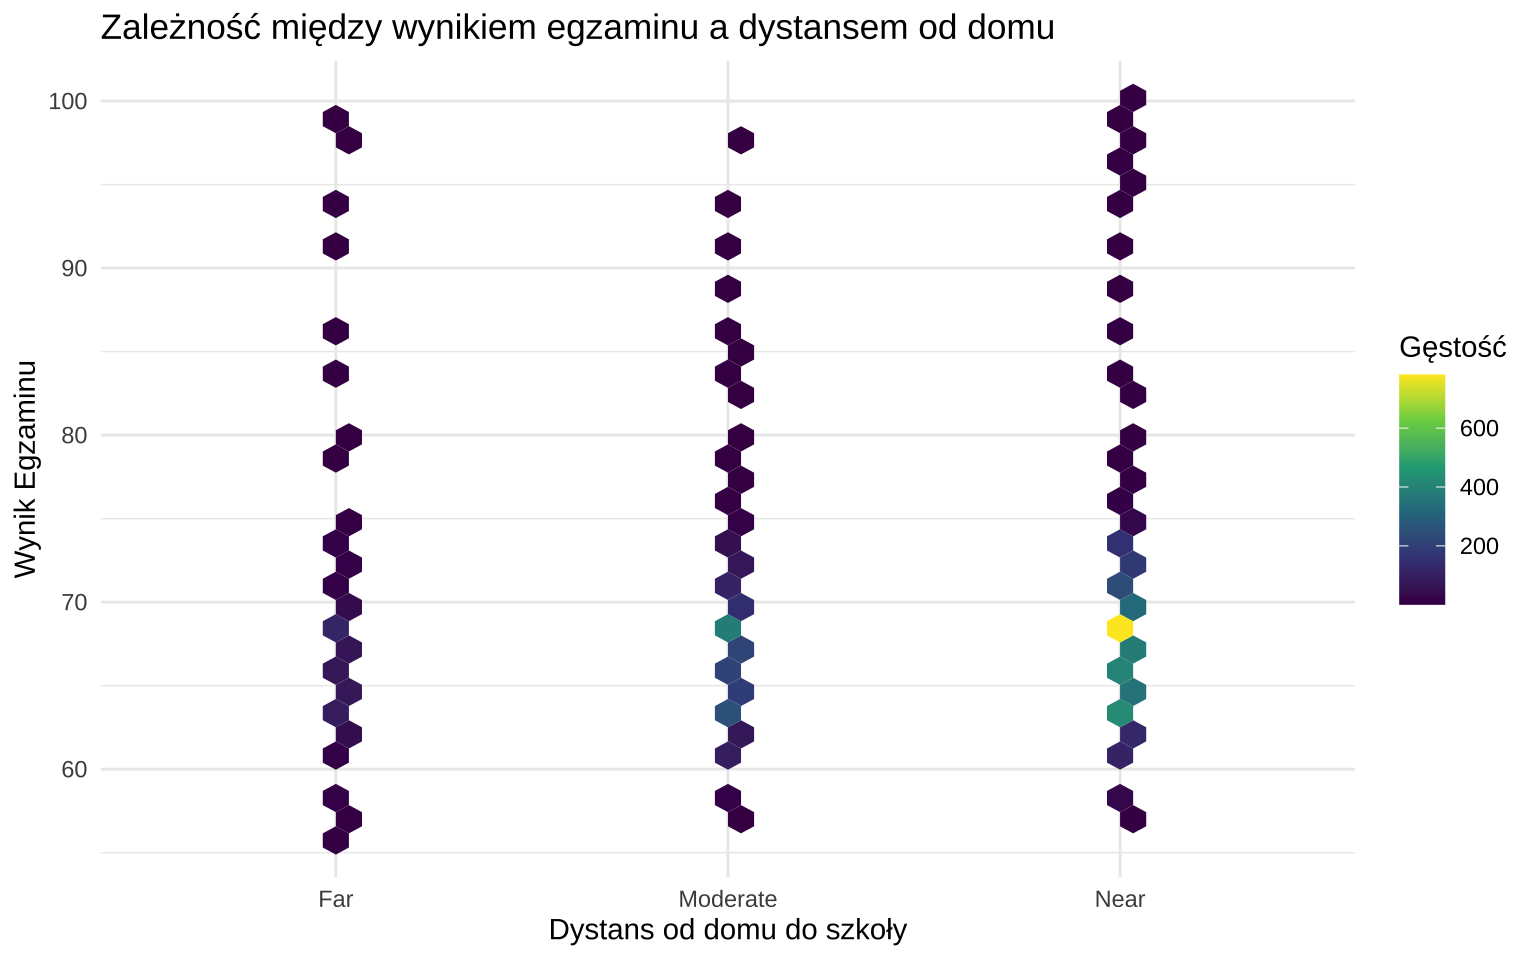 Zależność między wynikiem egzaminu a dystansem od domu
Wynik Egzaminu
100
90
80
70
60
Far
Moderate
Near
Dystans od domu do szkoły
Gęstość
600
400
200